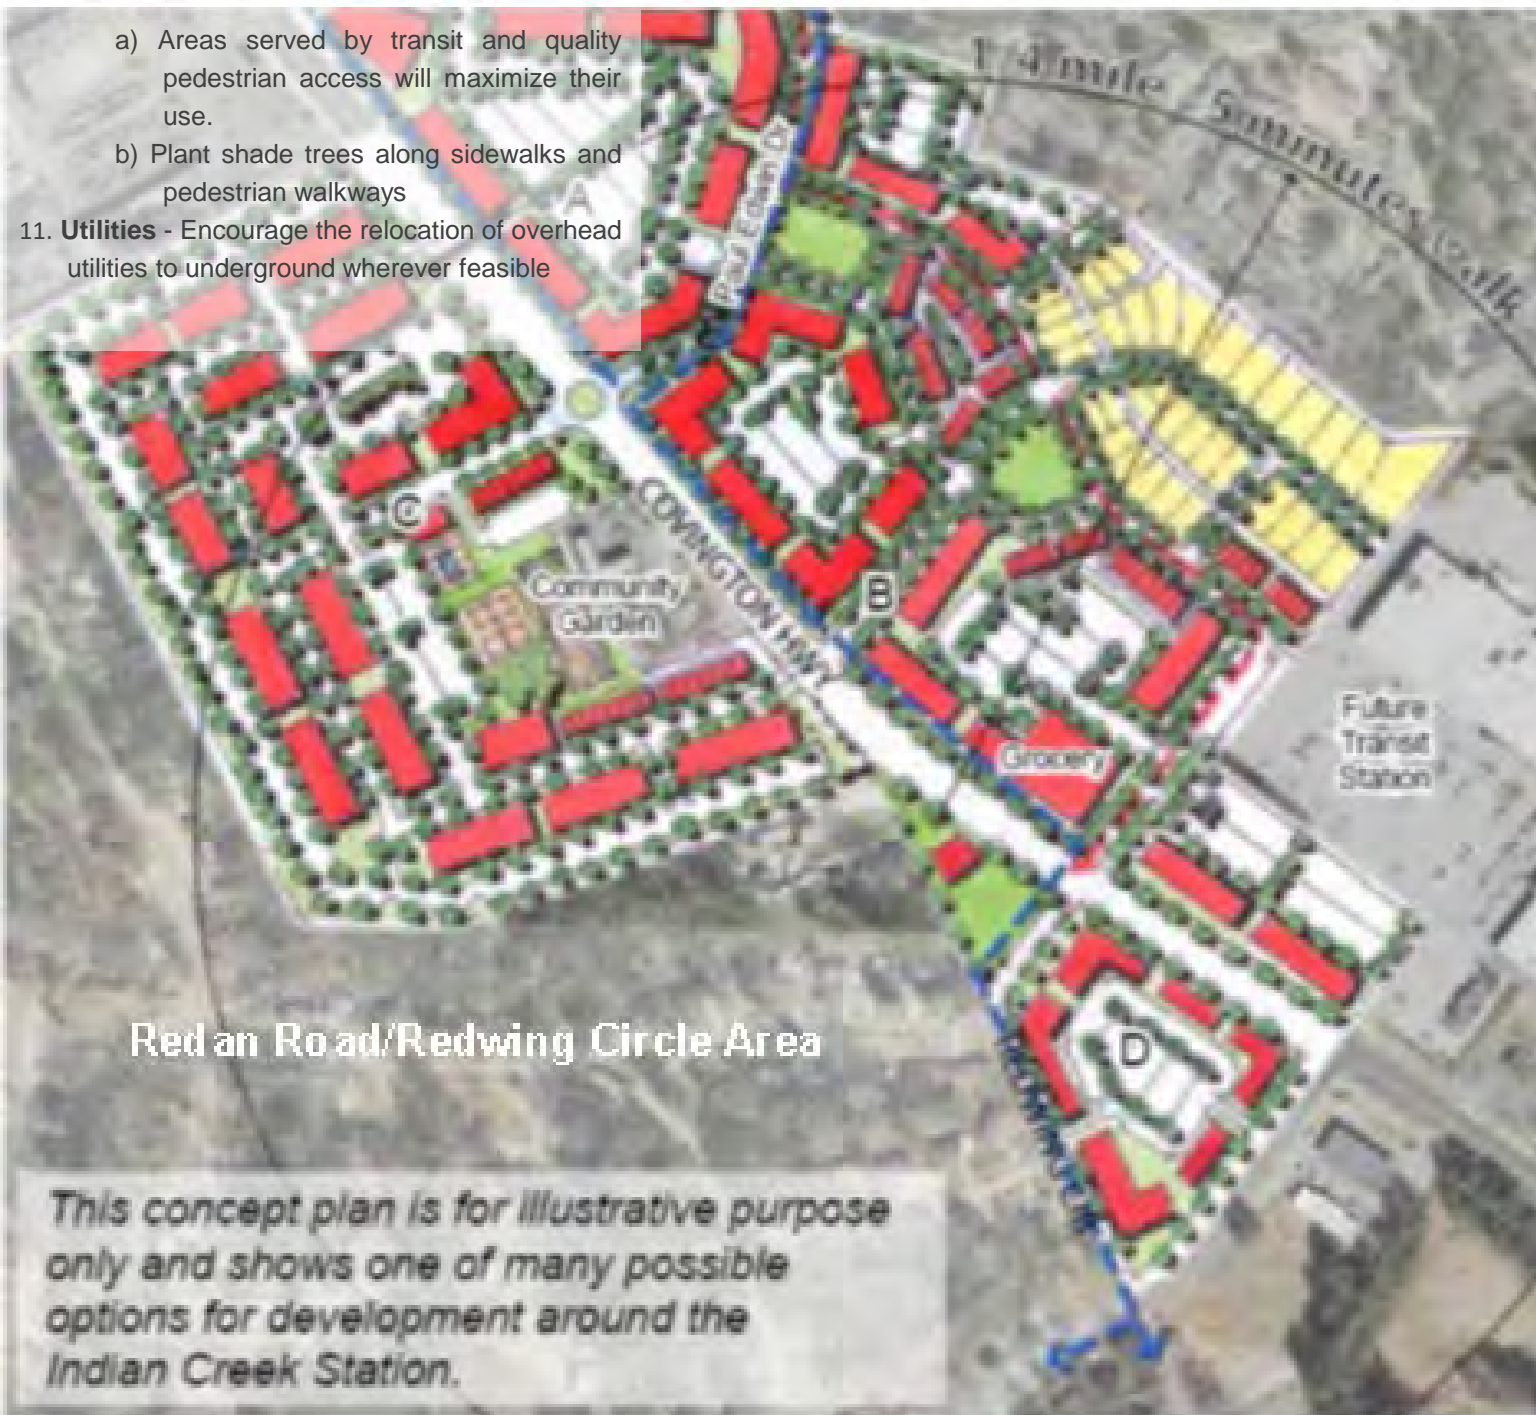 a) Areas served by transit and quality
pedestrian access will maximize their
use.
b) Plant shade trees along sidewalks and
pedestrian walkways
11. Utilities - Encourage the relocation of overhead
utilities to underground wherever feasible
1/4 mile 5 minutes walk
A
Paul Edwin Dr
C
COVINGTON HWY
Community
Garden
B
Grocery
Future
Transit
Station
D
Redan Road/Redwing Circle Area
This concept plan is for illustrative purpose
only and shows one of many possible
options for development around the
Indian Creek Station.